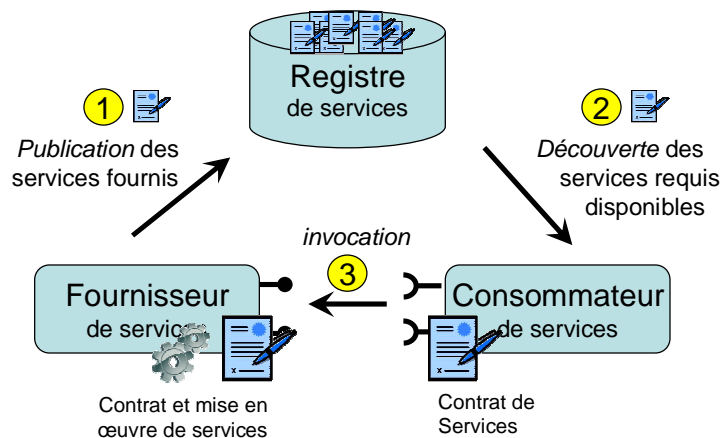 Registre
de services
1
Publication des
services fournis
2
Découverte des
services requis
disponibles
invocation
3
Fournisseur
de services
Consommateur
de services
Contrat et mise en
œuvre de services
Contrat de
Services